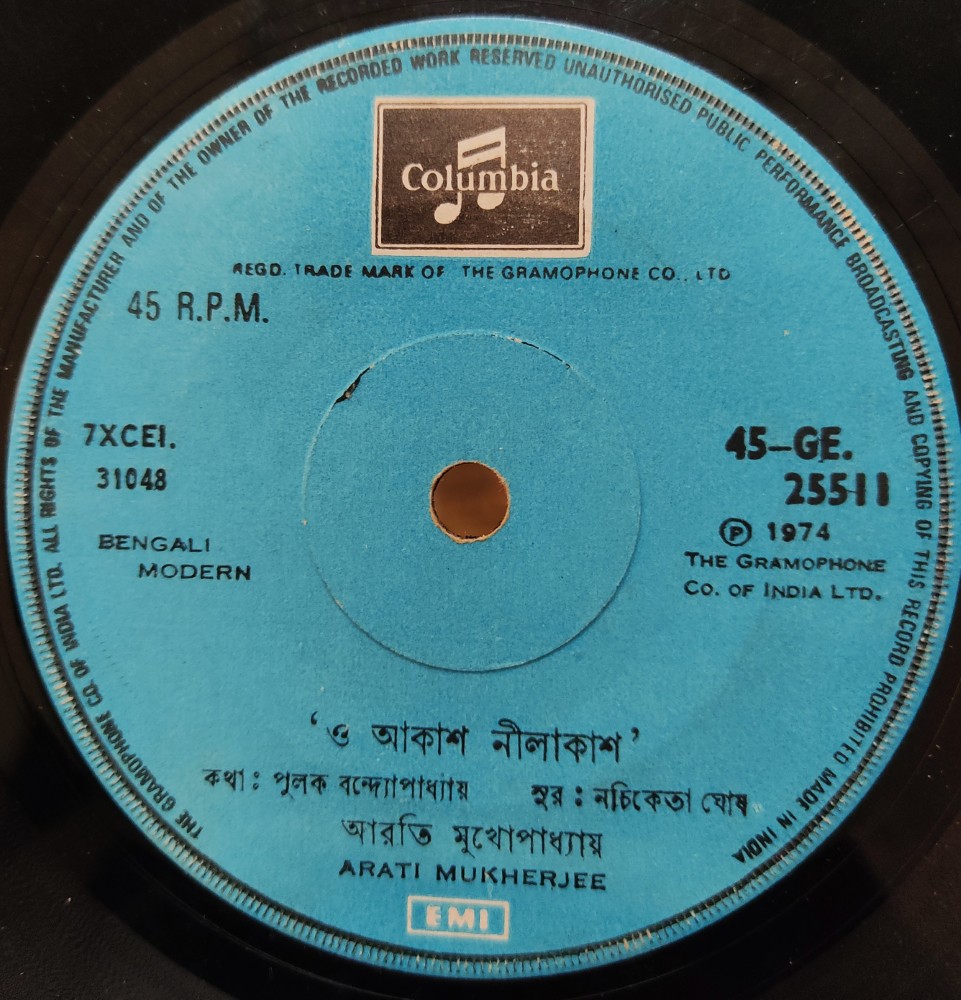 THE GRAMOPHONE CO. OF INDIA LTD. ALL RIGHTS OF THE MANUFACTURER AND OF THE OWNER OF THE RECORDED WORK RESERVED UNAUTHORISED PUBLIC PERFORMANCE BROADCASTING AND COPYING OF THIS RECORD PROHIBITED MADE IN INDIA
Columbia
REGD. TRADE MARK OF THE GRAMOPHONE CO., LTD
45 R.P.M.
7XCEI.
31048
BENGALI
MODERN
45-GE.
25511
Ⓟ 1974
THE GRAMOPHONE
CO. OF INDIA LTD.
‘ও আকাশ নীলাকাশ’
কথা : পুলক বন্দ্যোপাধ্যায় সুর : নচিকেতা ঘোষ
আরতি মুখোপাধ্যায়
ARATI MUKHERJEE
EMI